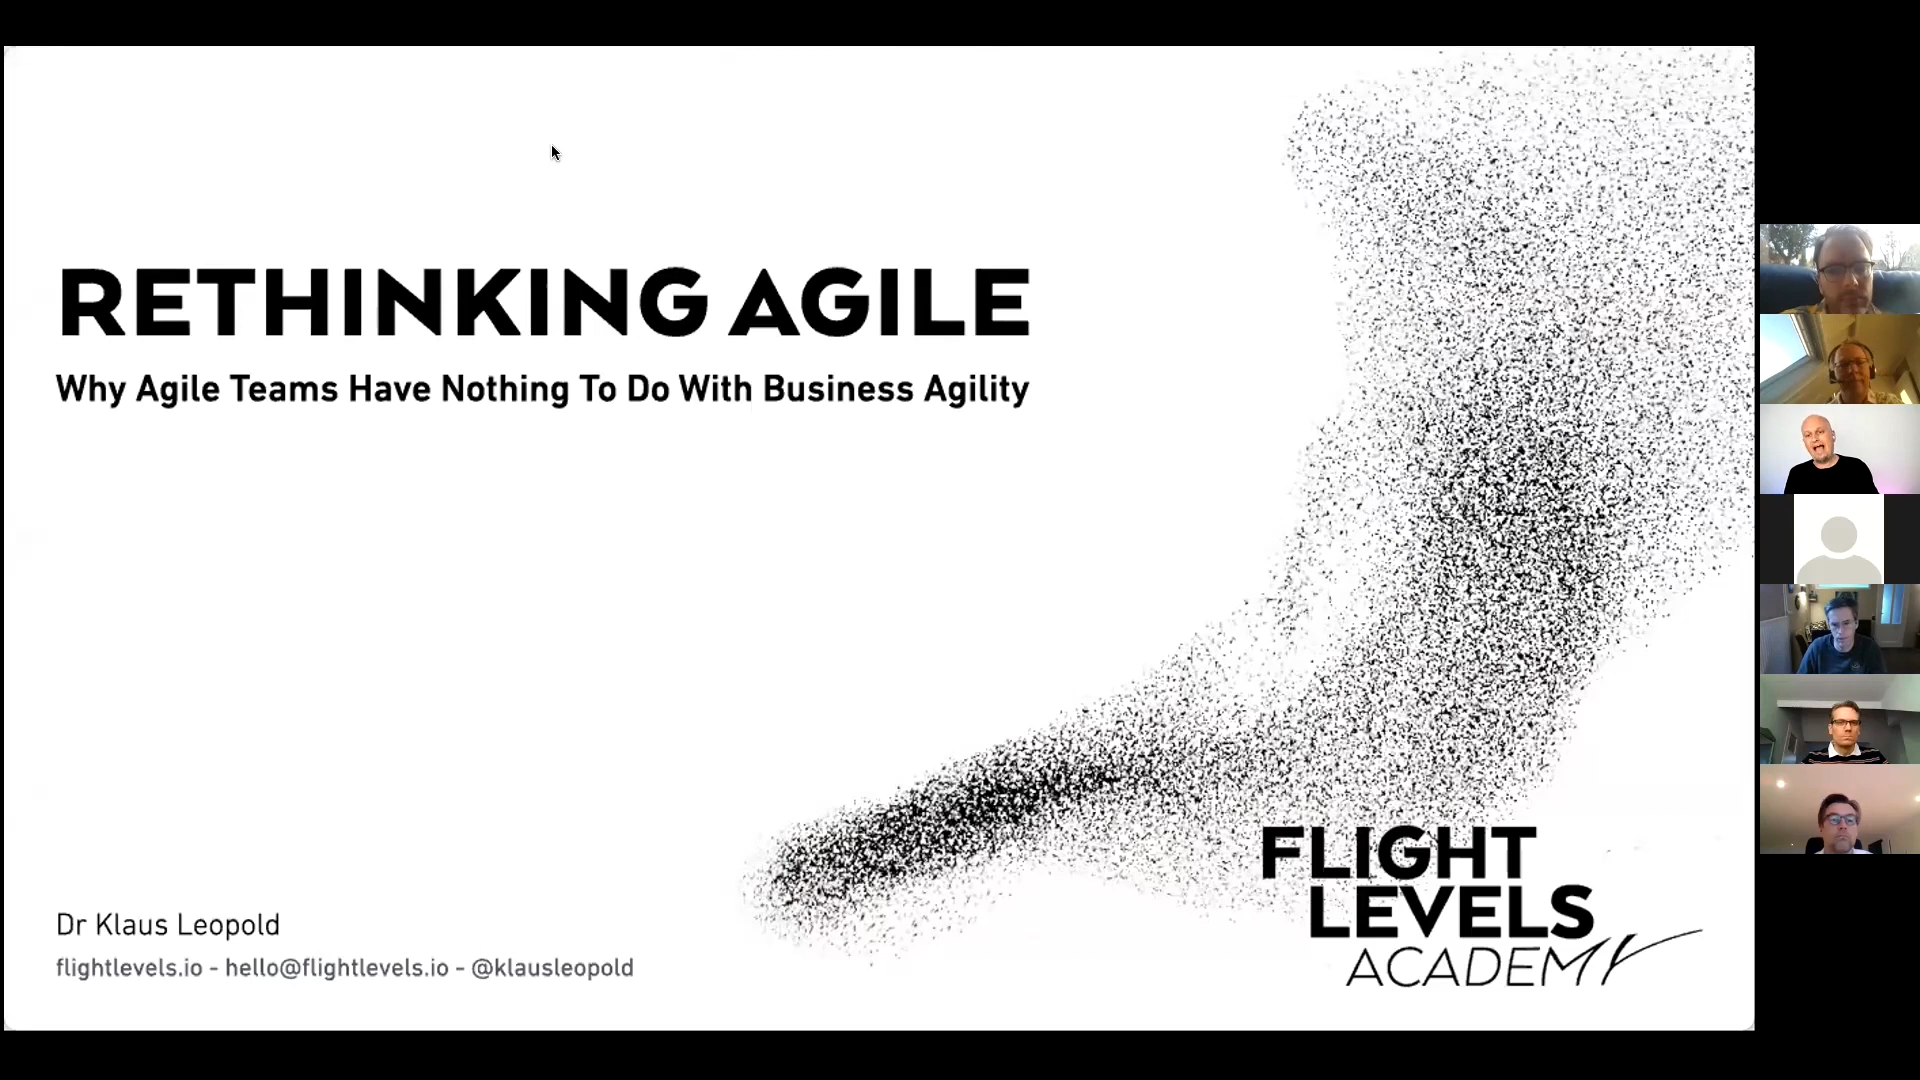 RETHINKING AGILE
Why Agile Teams Have Nothing To Do With Business Agility
Dr Klaus Leopold
flightlevels.io - hello@flightlevels.io - @klausleopold
FLIGHT
LEVELS
ACADEMY